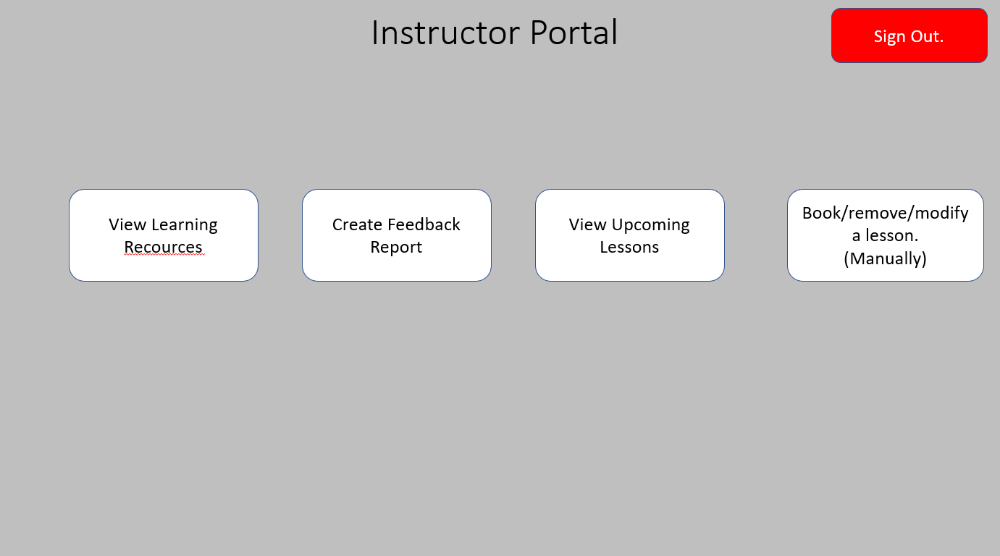 Instructor Portal
Sign Out.
View Learning
Recources
Create Feedback
Report
View Upcoming
Lessons
Book/remove/modify
a lesson.
(Manually)